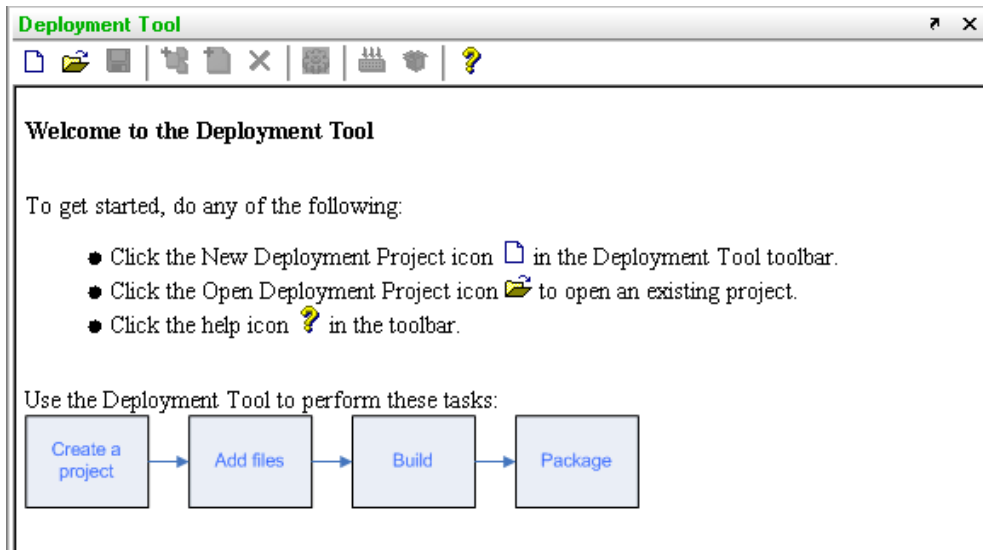 Deployment Tool
Welcome to the Deployment Tool
To get started, do any of the following:
Click the New Deployment Project icon in the Deployment Tool toolbar.
Click the Open Deployment Project icon to open an existing project.
Click the help icon in the toolbar.
Use the Deployment Tool to perform these tasks:
Create a
project
Add files
Build
Package